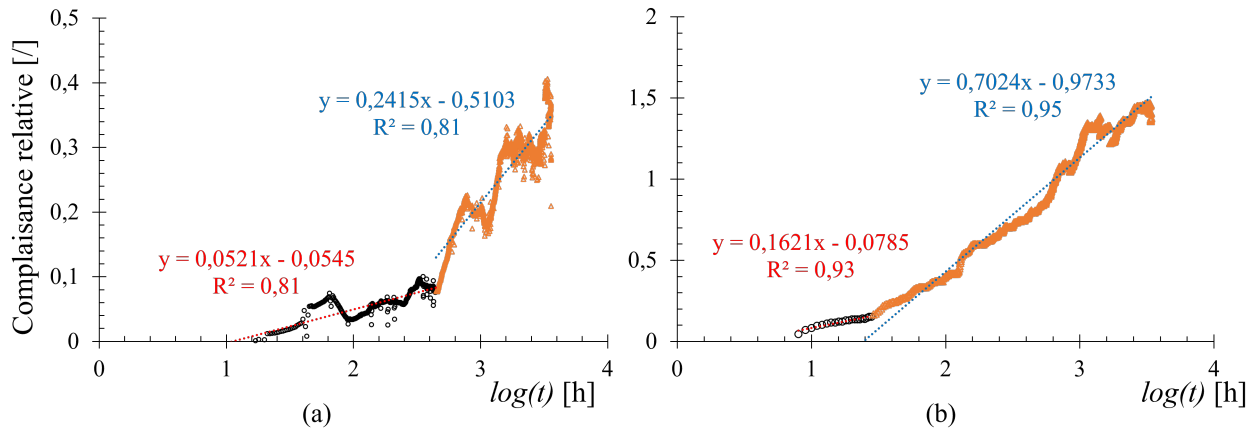 Complaisance relative [/]
0,5
0,4
0,3
0,2
0,1
0
y = 0,2415x - 0,5103
R² = 0,81
y = 0,0521x - 0,0545
R² = 0,81
0 1 2 3 4
log(t) [h]
(a)
2
1,5
1
0,5
0
y = 0,7024x - 0,9733
R² = 0,95
y = 0,1621x - 0,0785
R² = 0,93
0 1 2 3 4
log(t) [h]
(b)